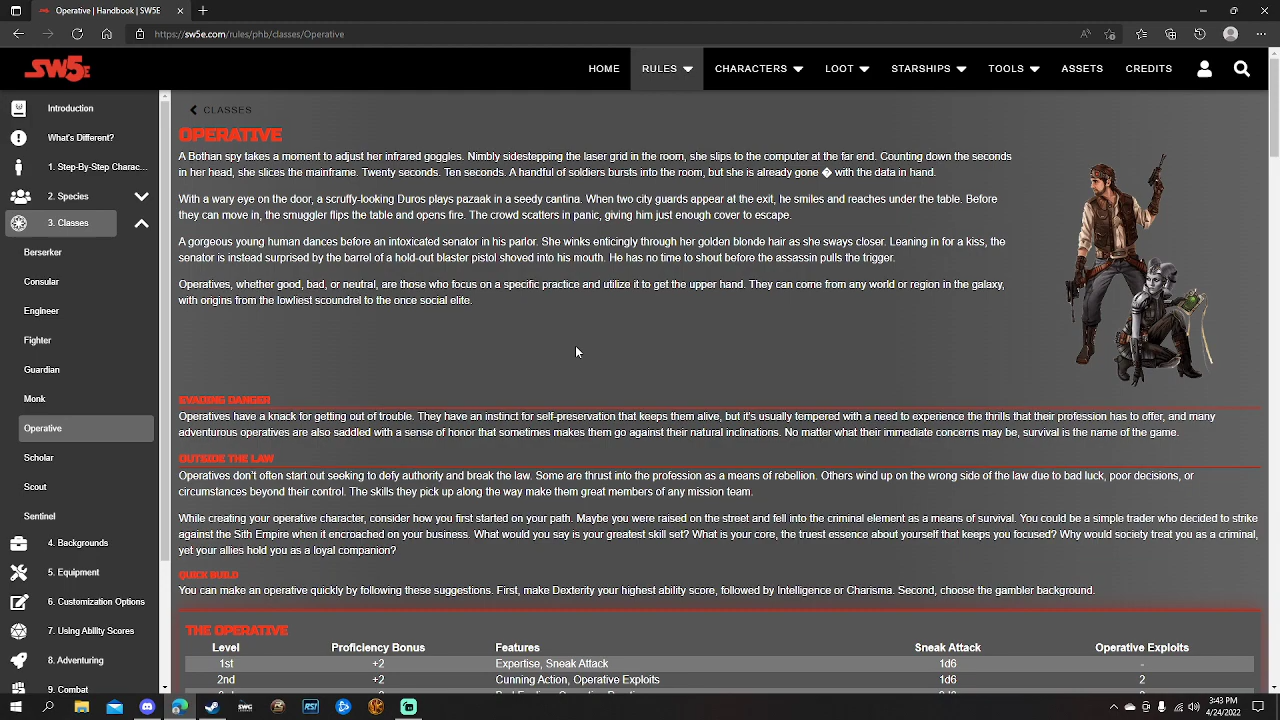 Operative | Handbook | SW5E
https://sw5e.com/rules/phb/classes/Operative
SW5E
HOME RULES CHARACTERS LOOT STARSHIPS TOOLS ASSETS CREDITS
Introduction
What's Different?
1. Step-By-Step Charac...
2. Species
3. Classes
Berserker
Consular
Engineer
Fighter
Guardian
Monk
Operative
Scholar
Scout
Sentinel
4. Backgrounds
5. Equipment
6. Customization Options
7. Using Ability Scores
8. Adventuring
9. Combat
CLASSES
OPERATIVE
A Bothan spy takes a moment to adjust her infrared goggles. Nimbly sidestepping the laser grid in the room, she slips to the computer at the far end. Counting down the seconds
in her head, she slices the mainframe. Twenty seconds. Ten seconds. A handful of soldiers bursts into the room, but she is already gone � with the data in hand.
With a wary eye on the door, a scruffy-looking Duros plays pazaak in a seedy cantina. When two city guards appear at the exit, he smiles and reaches under the table. Before
they can move in, the smuggler flips the table and opens fire. The crowd scatters in panic, giving him just enough cover to escape.
A gorgeous young human dances before an intoxicated senator in his parlor. She winks enticingly through her golden blonde hair as she sways closer. Leaning in for a kiss, the
senator is instead surprised by the barrel of a hold-out blaster pistol shoved into his mouth. He has no time to shout before the assassin pulls the trigger.
Operatives, whether good, bad, or neutral, are those who focus on a specific practice and utilize it to get the upper hand. They can come from any world or region in the galaxy,
with origins from the lowliest scoundrel to the once social elite.
EVADING DANGER
Operatives have a knack for getting out of trouble. They have an instinct for self-preservation that keeps them alive, but it's usually tempered with a need to experience the thrills that their profession has to offer, and many
adventurous operatives are also saddled with a sense of honor that sometimes makes them go against their natural inclinations. No matter what their immediate concerns may be, survival is the name of the game.
OUTSIDE THE LAW
Operatives don't often start out seeking to defy authority and break the law. Some are thrust into the profession as a means of rebellion. Others wind up on the wrong side of the law due to bad luck, poor decisions, or
circumstances beyond their control. The skills they pick up along the way make them great members of any mission team.
While creating your operative character, consider how you first started on your path. Maybe you were raised on the street and fell into the criminal element as a means of survival. You could be a simple trader who decided to strike
against the Sith Empire when it encroached on your business. What would you say is your greatest skill set? What is your core, the truest essence about yourself that keeps you focused? Why would society treat you as a criminal,
yet your allies hold you as a loyal companion?
QUICK BUILD
You can make an operative quickly by following these suggestions. First, make Dexterity your highest ability score, followed by Intelligence or Charisma. Second, choose the gambler background.
THE OPERATIVE
Level Proficiency Bonus Features Sneak Attack Operative Exploits
1st +2 Expertise, Sneak Attack 1d6 -
2nd +2 Cunning Action, Operative Exploits 1d6 2
SWG
RSI
3:43 PM
4/24/2022